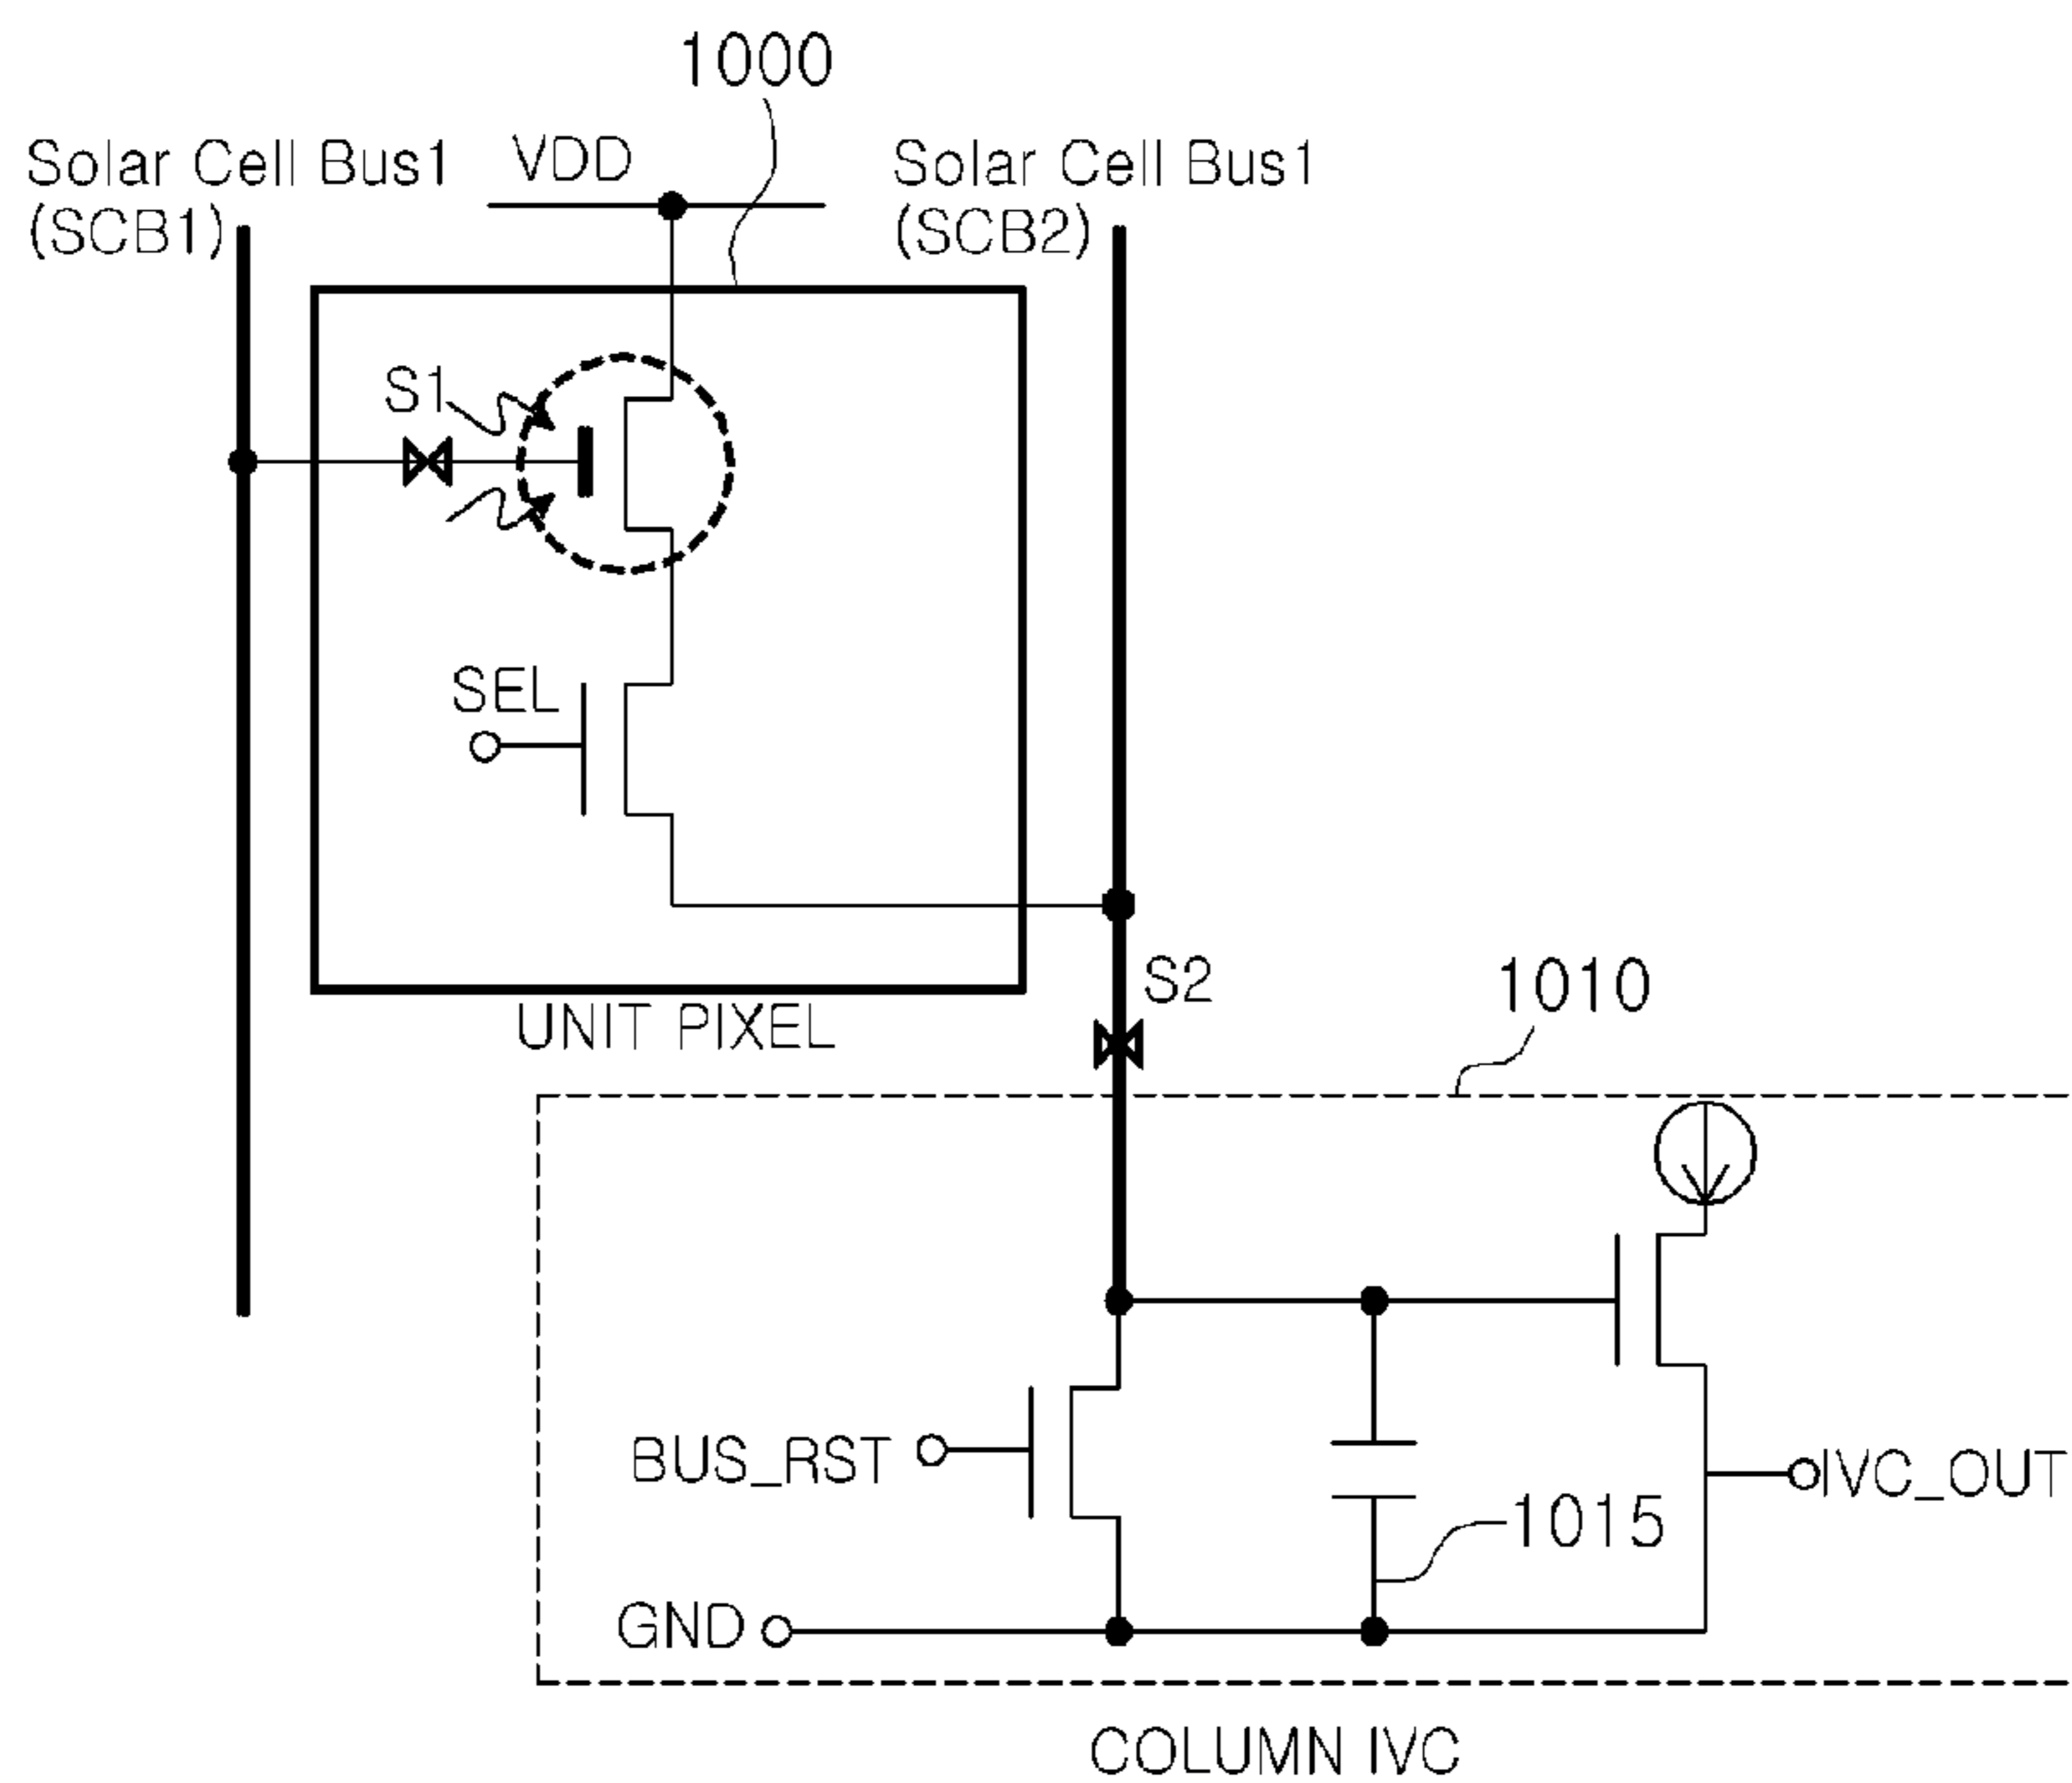 1000
Solar Cell Bus1
(SCB1)
VDD
Solar Cell Bus1
(SCB2)
S1
SEL
UNIT PIXEL
S2
1010
BUS_RST
IVC_OUT
1015
GND
COLUMN IVC